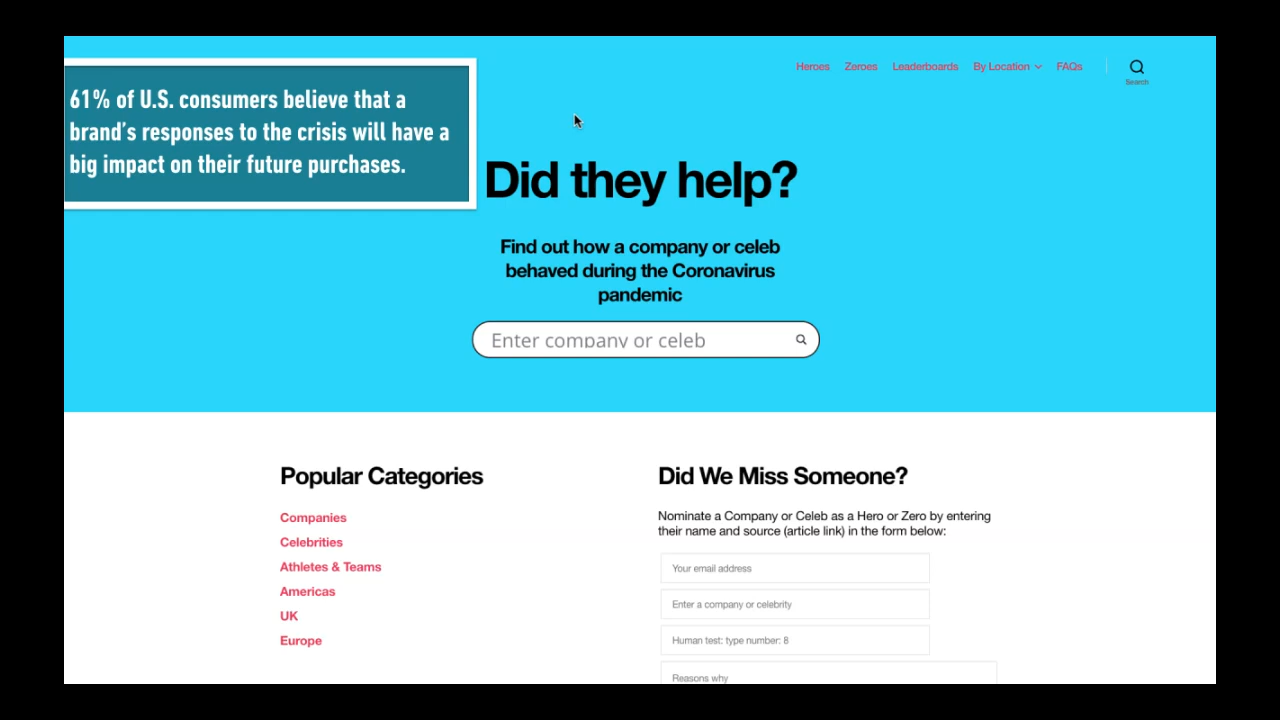 61% of U.S. consumers believe that a
brand's responses to the crisis will have a
big impact on their future purchases.
Heroes Zeroes Leaderboards By Location FAQs
Search
Did they help?
Find out how a company or celeb
behaved during the Coronavirus
pandemic
Enter company or celeb
Popular Categories
Companies
Celebrities
Athletes & Teams
Americas
UK
Europe
Did We Miss Someone?
Nominate a Company or Celeb as a Hero or Zero by entering
their name and source (article link) in the form below:
Your email address
Enter a company or celebrity
Human test: type number: 8
Reasons why